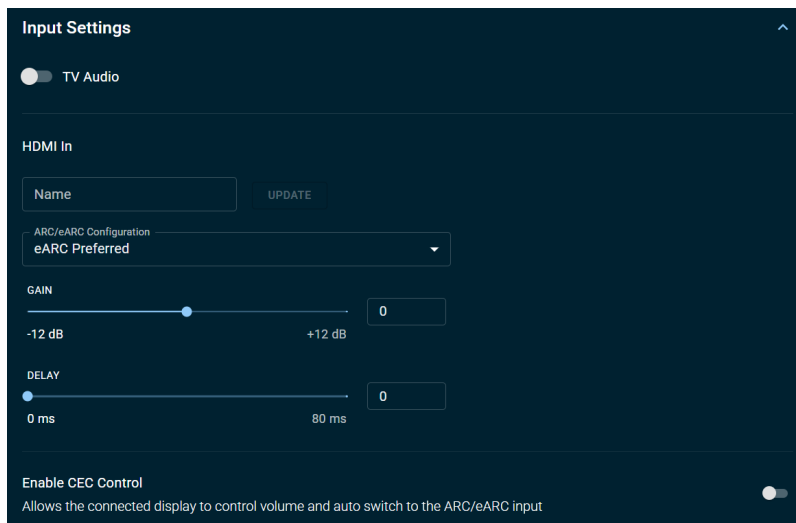 Input Settings
TV Audio
HDMI In
Name
UPDATE
ARC/eARC Configuration
eARC Preferred
GAIN
0
-12 dB
+12 dB
DELAY
0
0 ms
80 ms
Enable CEC Control
Allows the connected display to control volume and auto switch to the ARC/eARC input